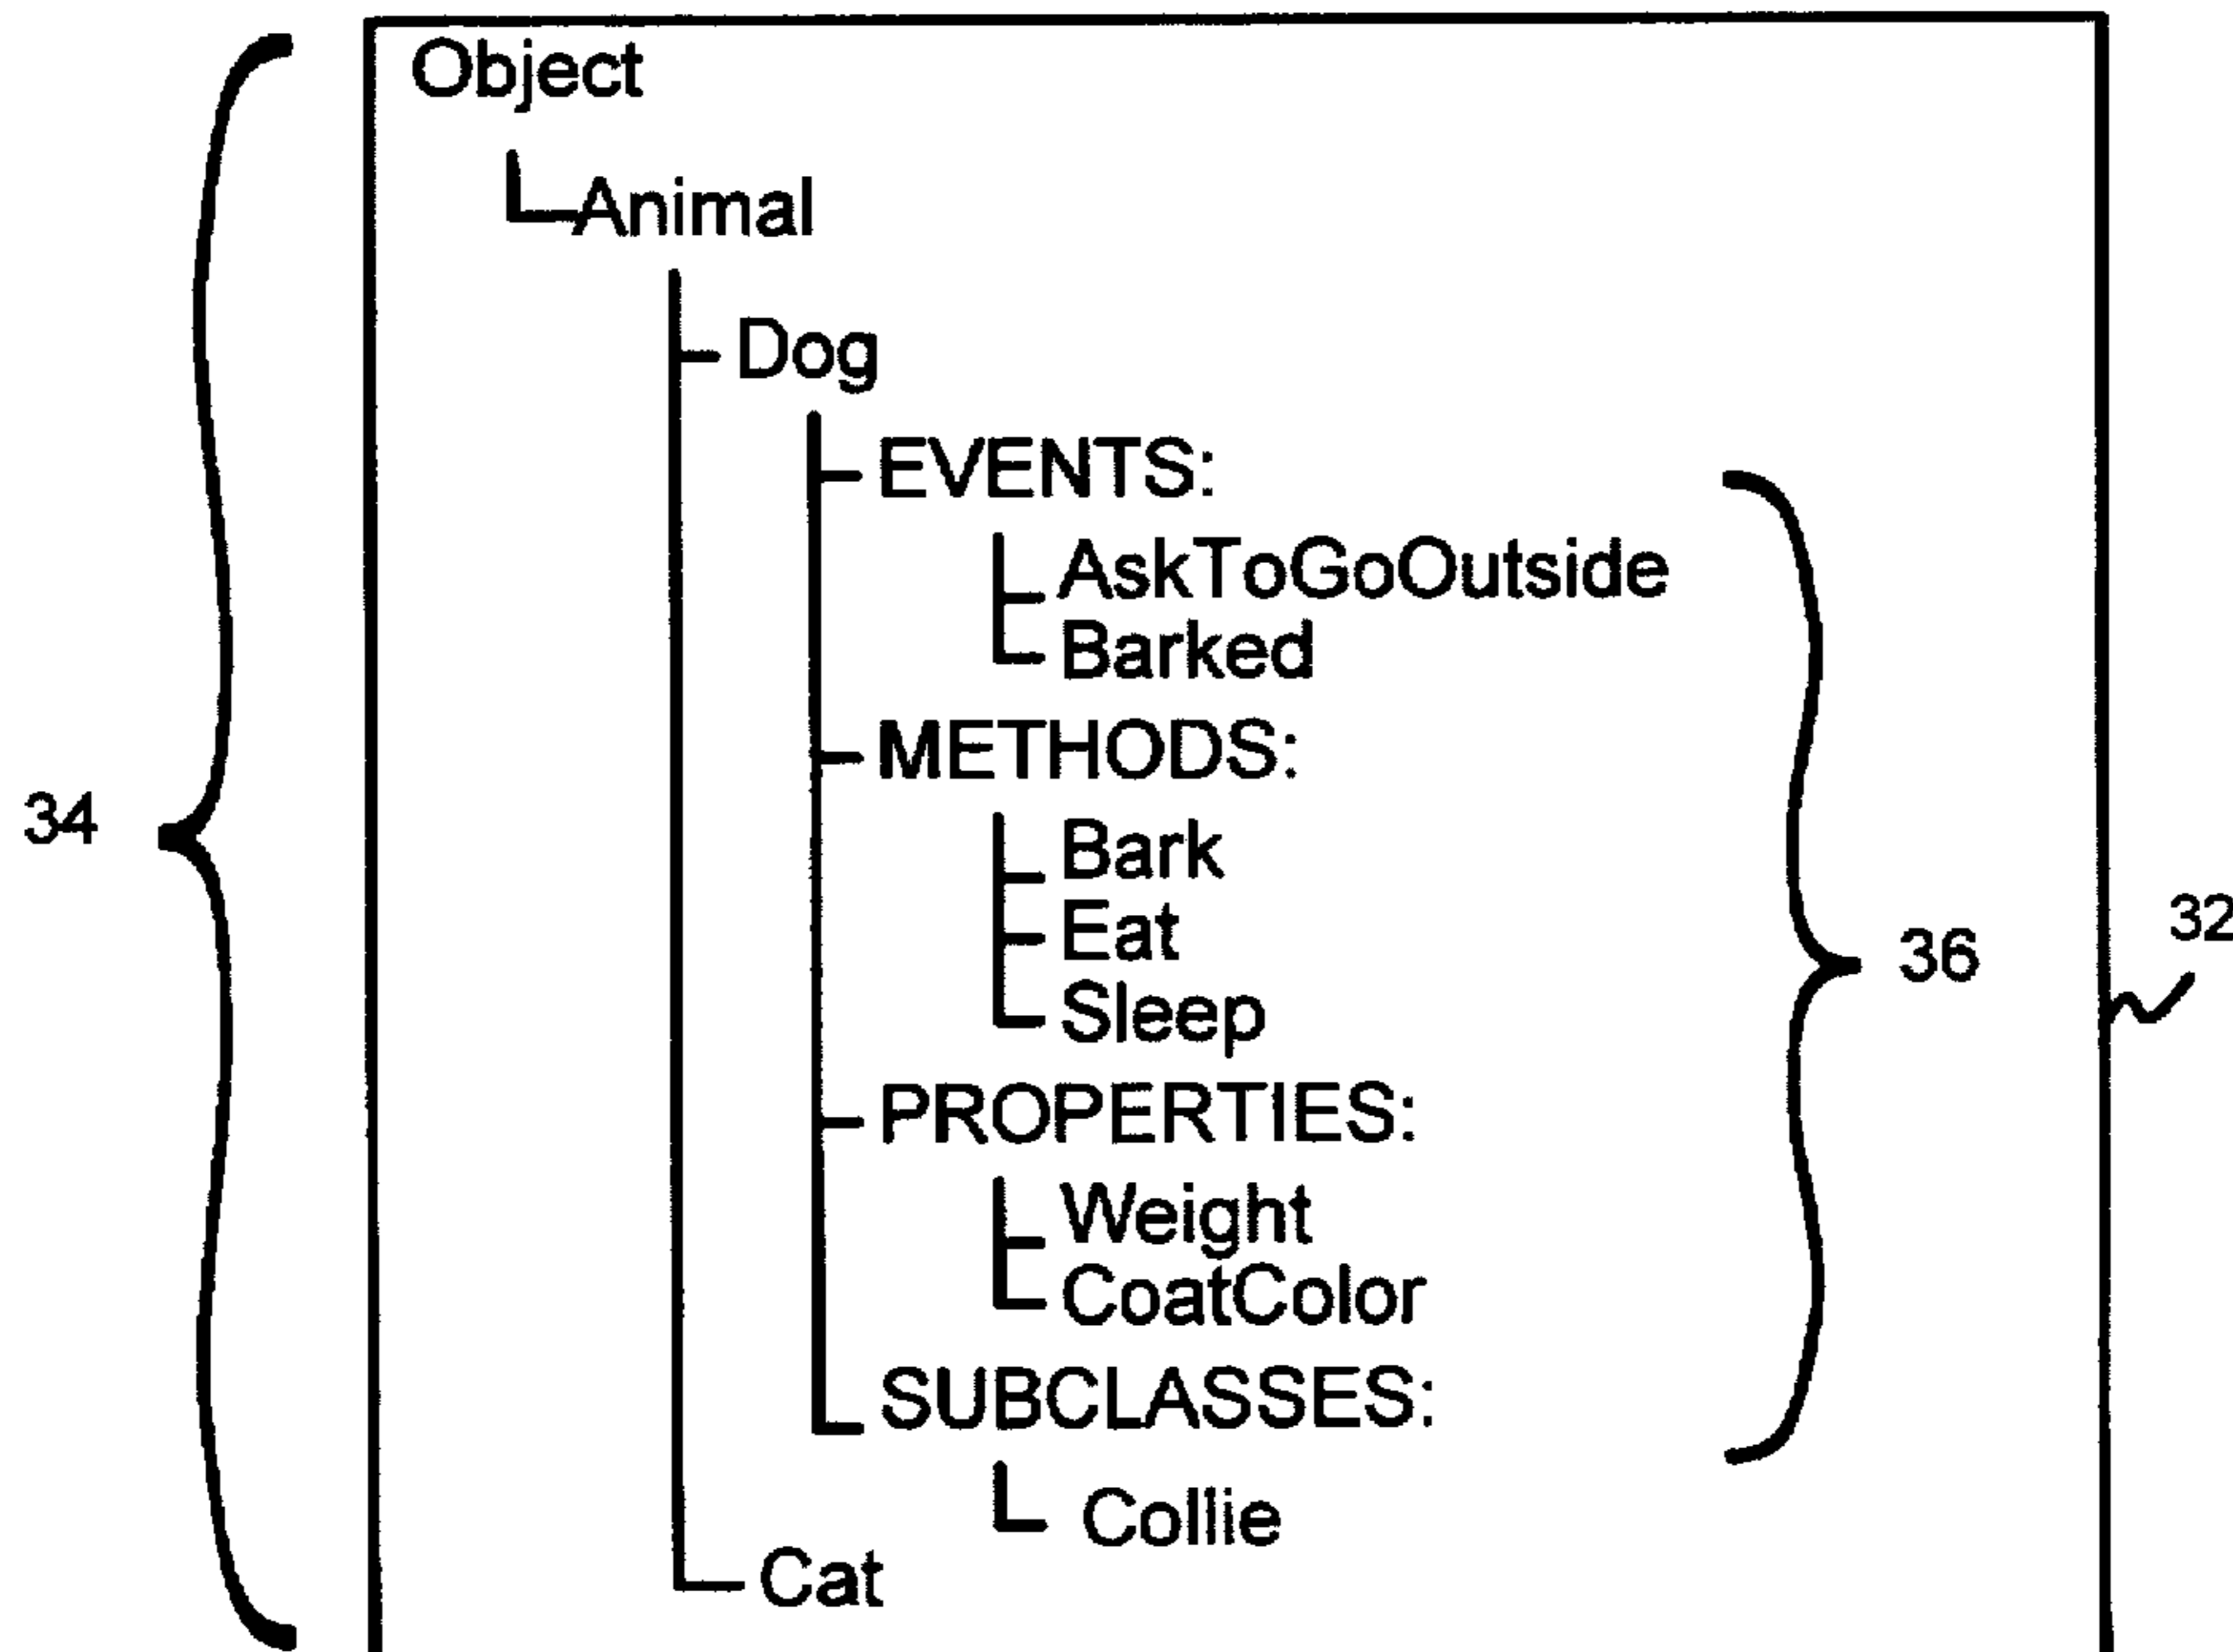 Object
Animal
Dog
EVENTS:
AskToGoOutside
Barked
METHODS:
34
Bark
Eat
32
36
Sleep
PROPERTIES:
Weight
CoatColor
SUBCLASSES:
Collie
Cat